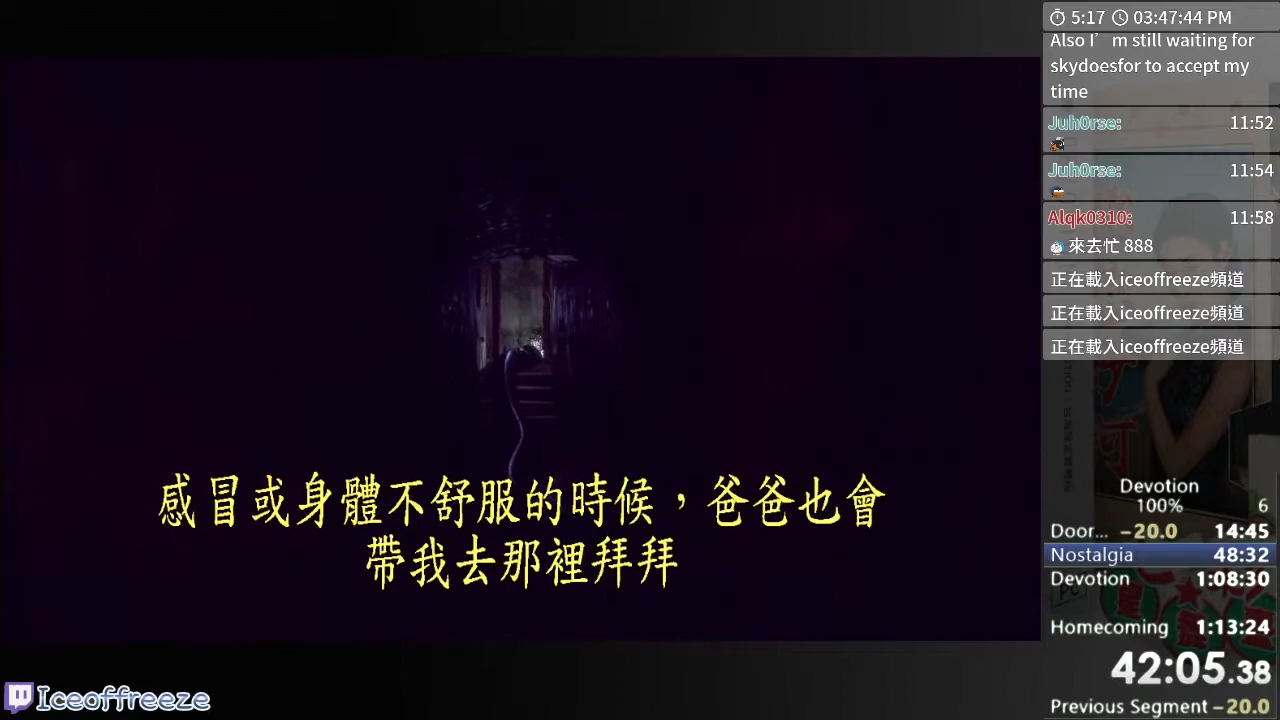 5:17 03:47:44 PM
Also I’m still waiting for
skydoesfor to accept my
time
Juh0rse: 11:52
Juh0rse: 11:54
Alqk0310: 11:58
來去忙 888
正在載入iceoffreeze頻道
正在載入iceoffreeze頻道
正在載入iceoffreeze頻道
感冒或身體不舒服的時候，爸爸也會
帶我去那裡拜拜
Devotion
100% 6
Door... −20.0 14:45
Nostalgia 48:32
Devotion 1:08:30
Homecoming 1:13:24
42:05.38
Previous Segment −20.0
Iceoffreeze